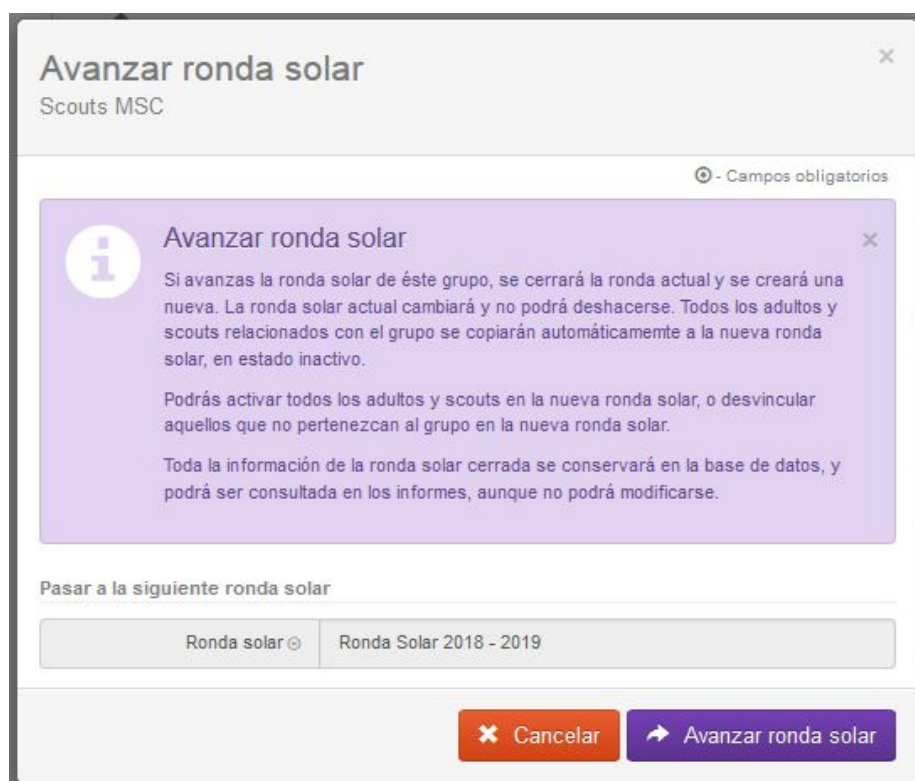 Avanzar ronda solar
Scouts MSC
- Campos obligatorios
Avanzar ronda solar
Si avanzas la ronda solar de éste grupo, se cerrará la ronda actual y se creará una
nueva. La ronda solar actual cambiará y no podrá deshacerse. Todos los adultos y
scouts relacionados con el grupo se copiarán automáticamemte a la nueva ronda
solar, en estado inactivo.
Podrás activar todos los adultos y scouts en la nueva ronda solar, o desvincular
aquellos que no pertenezcan al grupo en la nueva ronda solar.
Toda la información de la ronda solar cerrada se conservará en la base de datos, y
podrá ser consultada en los informes, aunque no podrá modificarse.
Pasar a la siguiente ronda solar
Ronda solar Ronda Solar 2018 - 2019
Cancelar Avanzar ronda solar